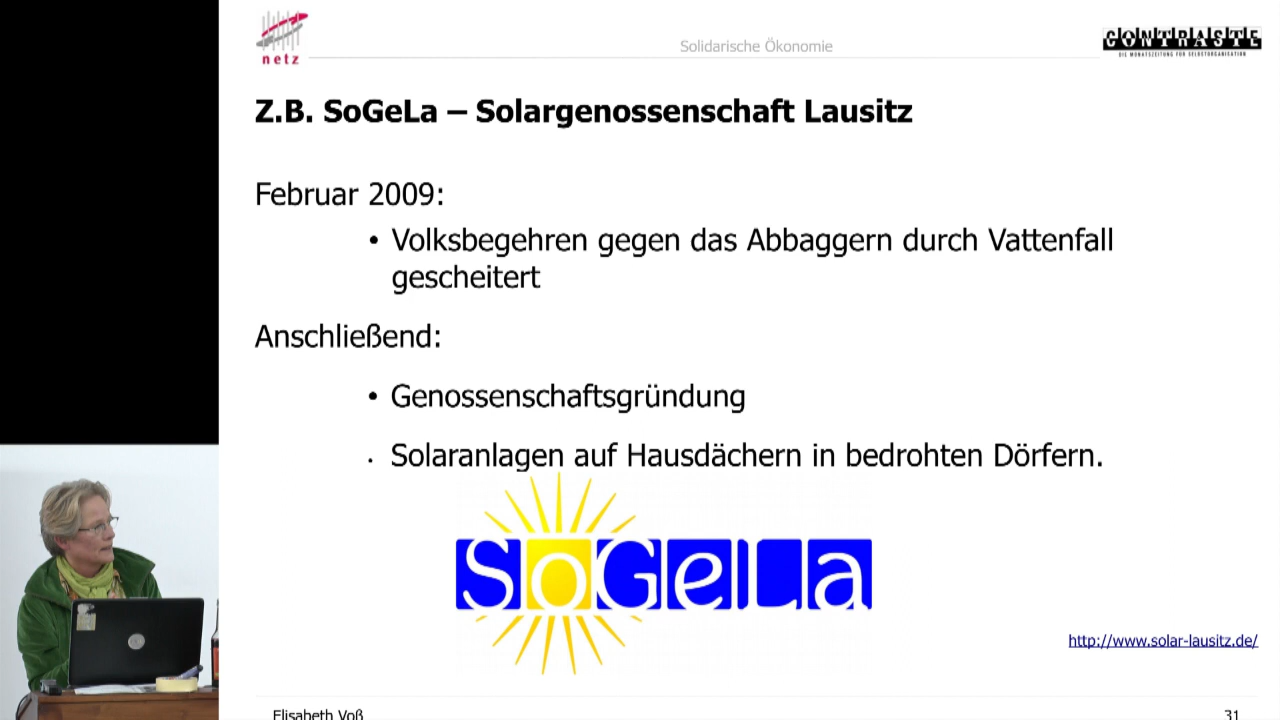 netz
Solidarische Ökonomie
CONTRASTE
DIE MONATSZEITUNG FÜR SELBSTORGANISATION
Z.B. SoGeLa – Solargenossenschaft Lausitz
Februar 2009:
• Volksbegehren gegen das Abbaggern durch Vattenfall
gescheitert
Anschließend:
• Genossenschaftsgründung
• Solaranlagen auf Hausdächern in bedrohten Dörfern.
SoGeLa
http://www.solar-lausitz.de/
Elisabeth Voß
31